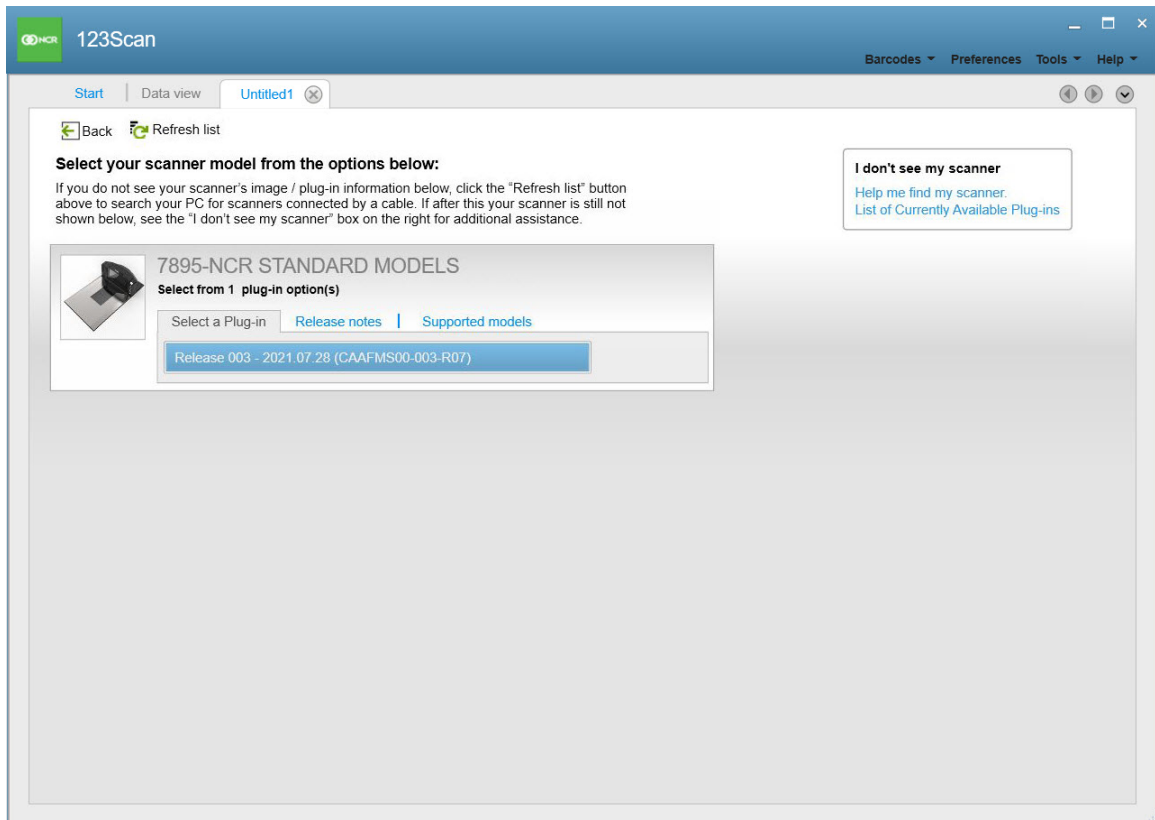 NCR
123Scan
Barcodes Preferences Tools Help
Start Data view Untitled1
Back Refresh list
Select your scanner model from the options below:
If you do not see your scanner's image / plug-in information below, click the "Refresh list" button
above to search your PC for scanners connected by a cable. If after this your scanner is still not
shown below, see the "I don't see my scanner" box on the right for additional assistance.
I don't see my scanner
Help me find my scanner.
List of Currently Available Plug-ins
7895-NCR STANDARD MODELS
Select from 1 plug-in option(s)
Select a Plug-in Release notes Supported models
Release 003 - 2021.07.28 (CAAFMS00-003-R07)